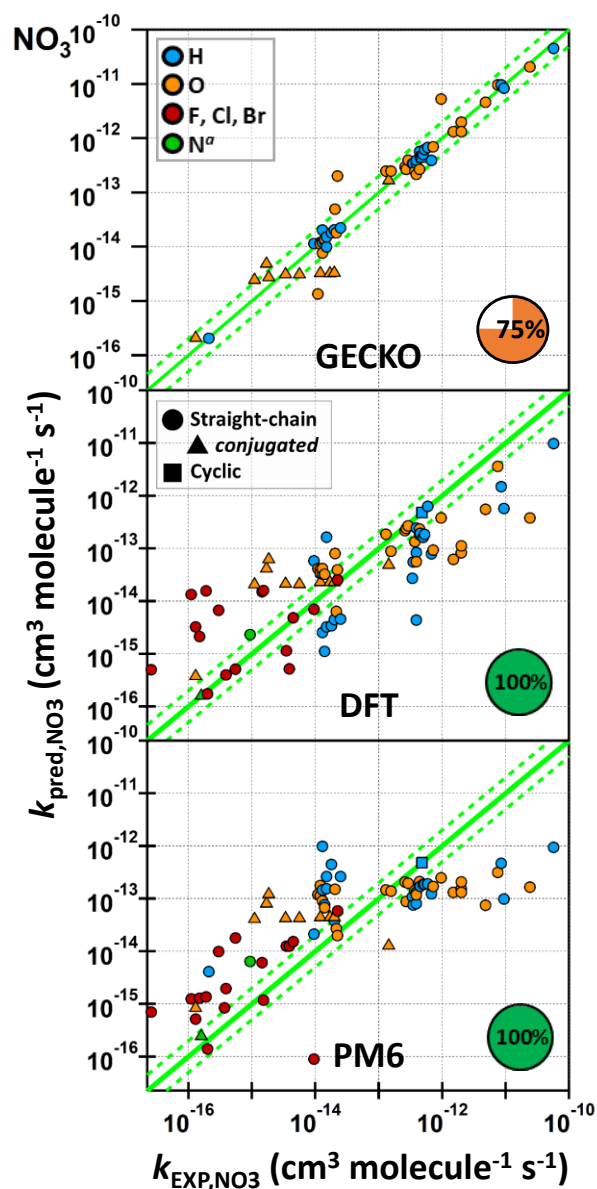 NO₃
10⁻¹⁰
H
O
F, Cl, Br
Nᵃ
10⁻¹¹
10⁻¹²
10⁻¹³
10⁻¹⁴
10⁻¹⁵
10⁻¹⁶
GECKO
75%
10⁻¹⁰
Straight-chain
conjugated
Cyclic
10⁻¹¹
10⁻¹²
10⁻¹³
10⁻¹⁴
10⁻¹⁵
10⁻¹⁶
DFT
100%
10⁻¹⁰
10⁻¹¹
10⁻¹²
10⁻¹³
10⁻¹⁴
10⁻¹⁵
10⁻¹⁶
PM6
100%
k pred,NO3 (cm³ molecule⁻¹ s⁻¹)
10⁻¹⁶ 10⁻¹⁴ 10⁻¹² 10⁻¹⁰
k EXP,NO3 (cm³ molecule⁻¹ s⁻¹)